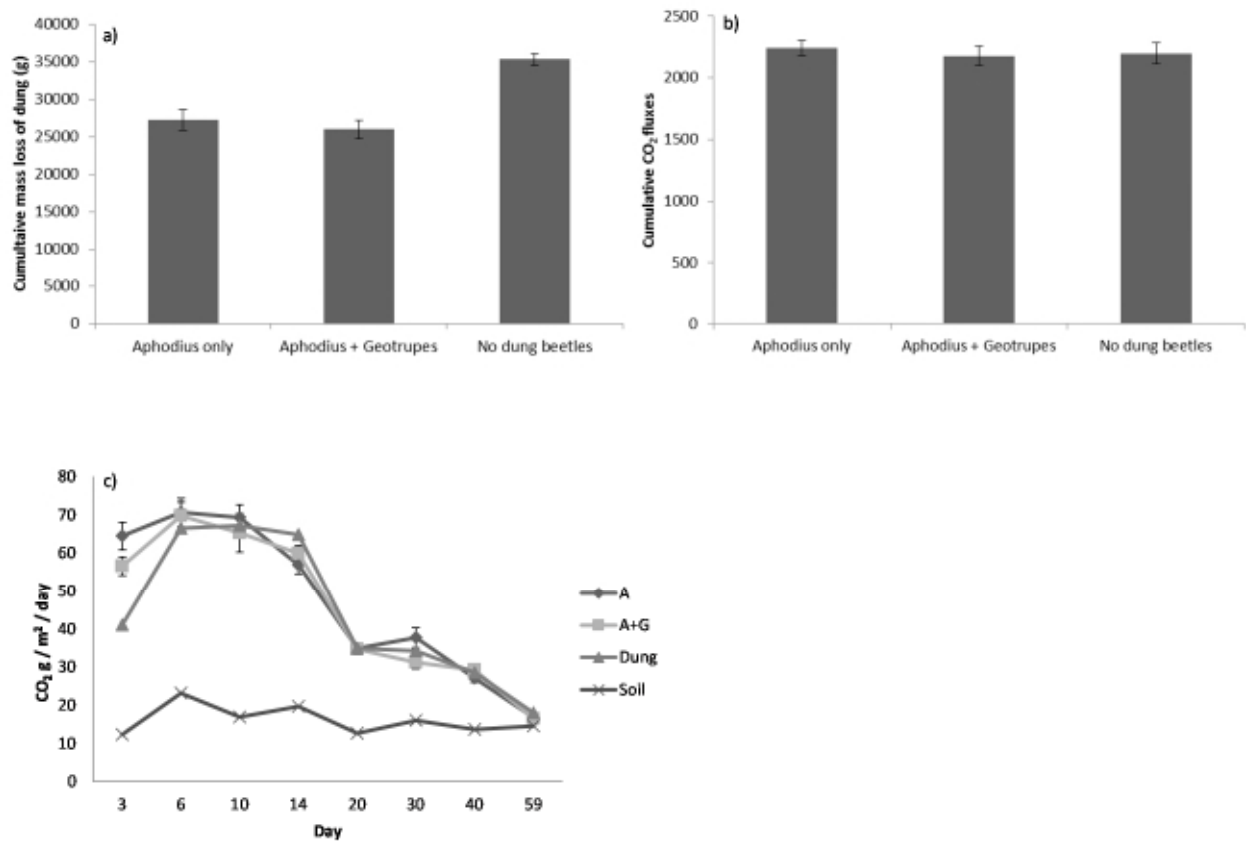 a)
Cumultaive mass loss of dung (g)
40000
35000
30000
25000
20000
15000
10000
5000
0
Aphodius only
Aphodius + Geotrupes
No dung beetles
b)
Cumulative CO₂ fluxes
2500
2000
1500
1000
500
0
Aphodius only
Aphodius + Geotrupes
No dung beetles
c)
CO₂ g / m² / day
80
70
60
50
40
30
20
10
0
3 6 10 14 20 30 40 59
Day
A
A+G
Dung
Soil